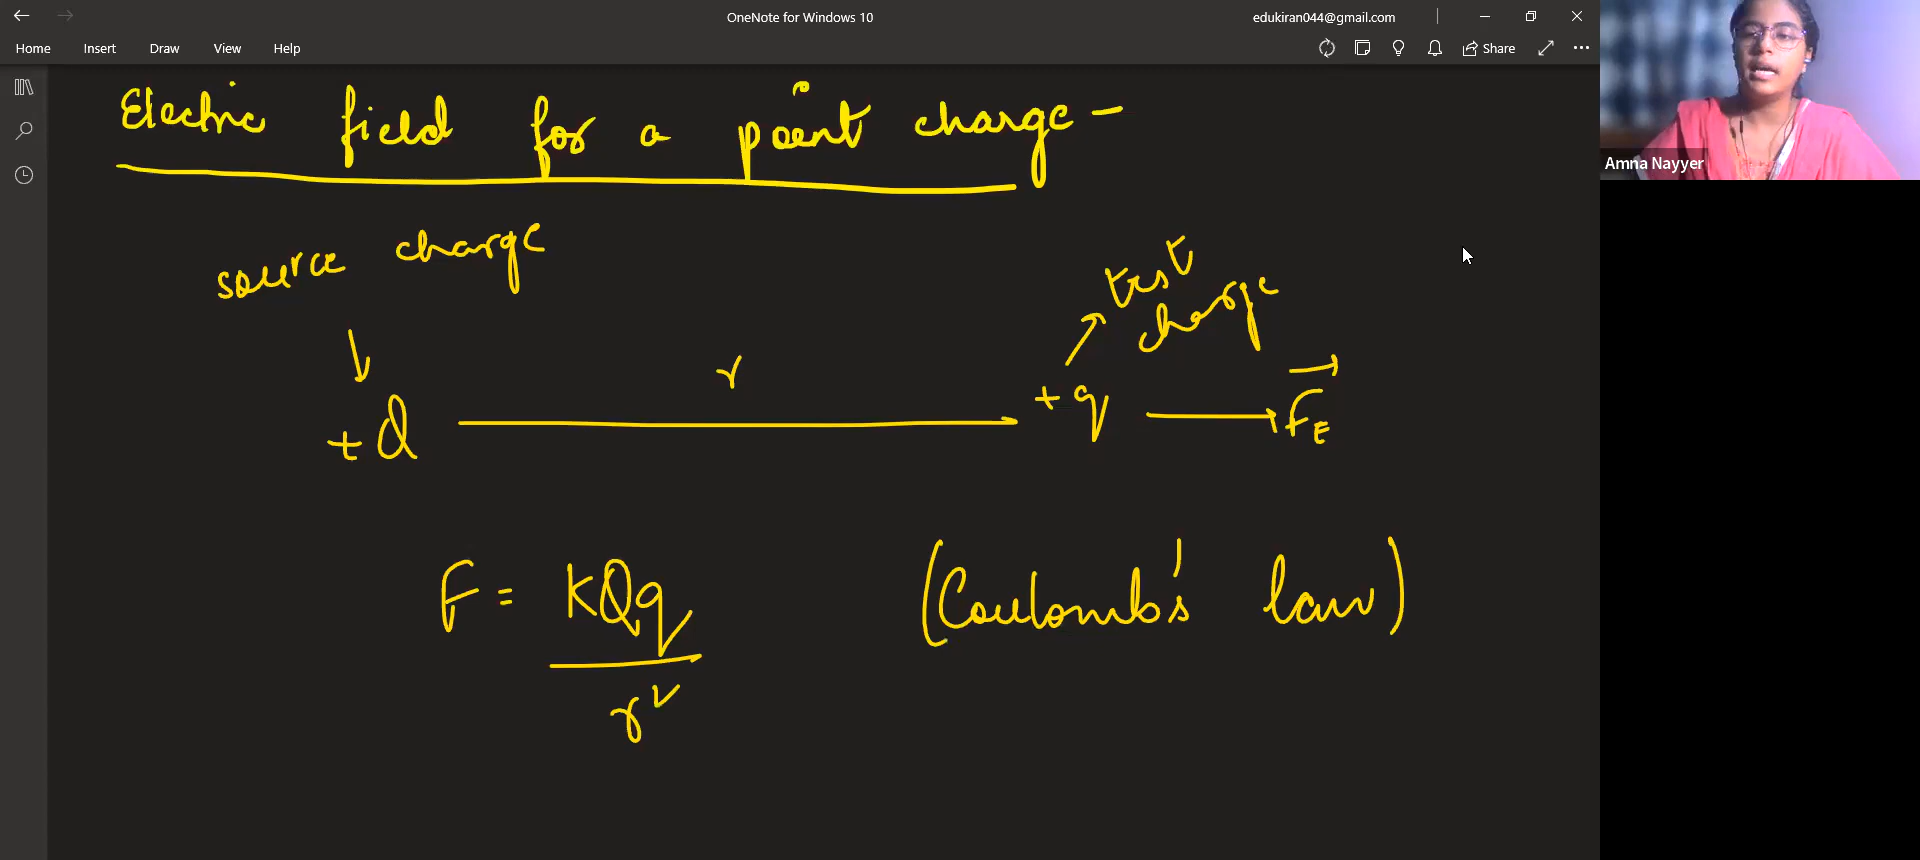 OneNote for Windows 10
edukiran044@gmail.com
Home Insert Draw View Help
Share
Amna Nayyer
Electric field for a point charge -
source charge
test
charge
r
+Q
+q
F_E
F = KQq
r²
(Coulomb's law)